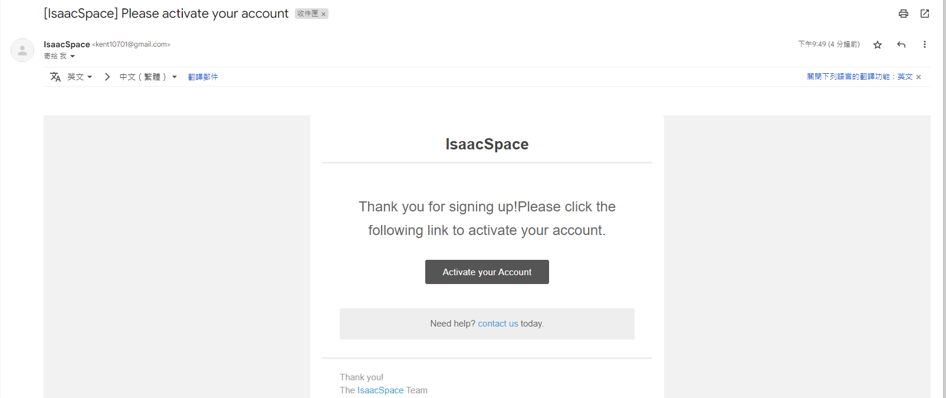 [IsaacSpace] Please activate your account 收件匣 ×
IsaacSpace <kent10701@gmail.com>
下午9:49 (4 分鐘前)
寄給 我
英文 > 中文（繁體） 翻譯郵件
關閉下列語言的翻譯功能：英文 ×
IsaacSpace
Thank you for signing up!Please click the
following link to activate your account.
Activate your Account
Need help? contact us today.
Thank you!
The IsaacSpace Team